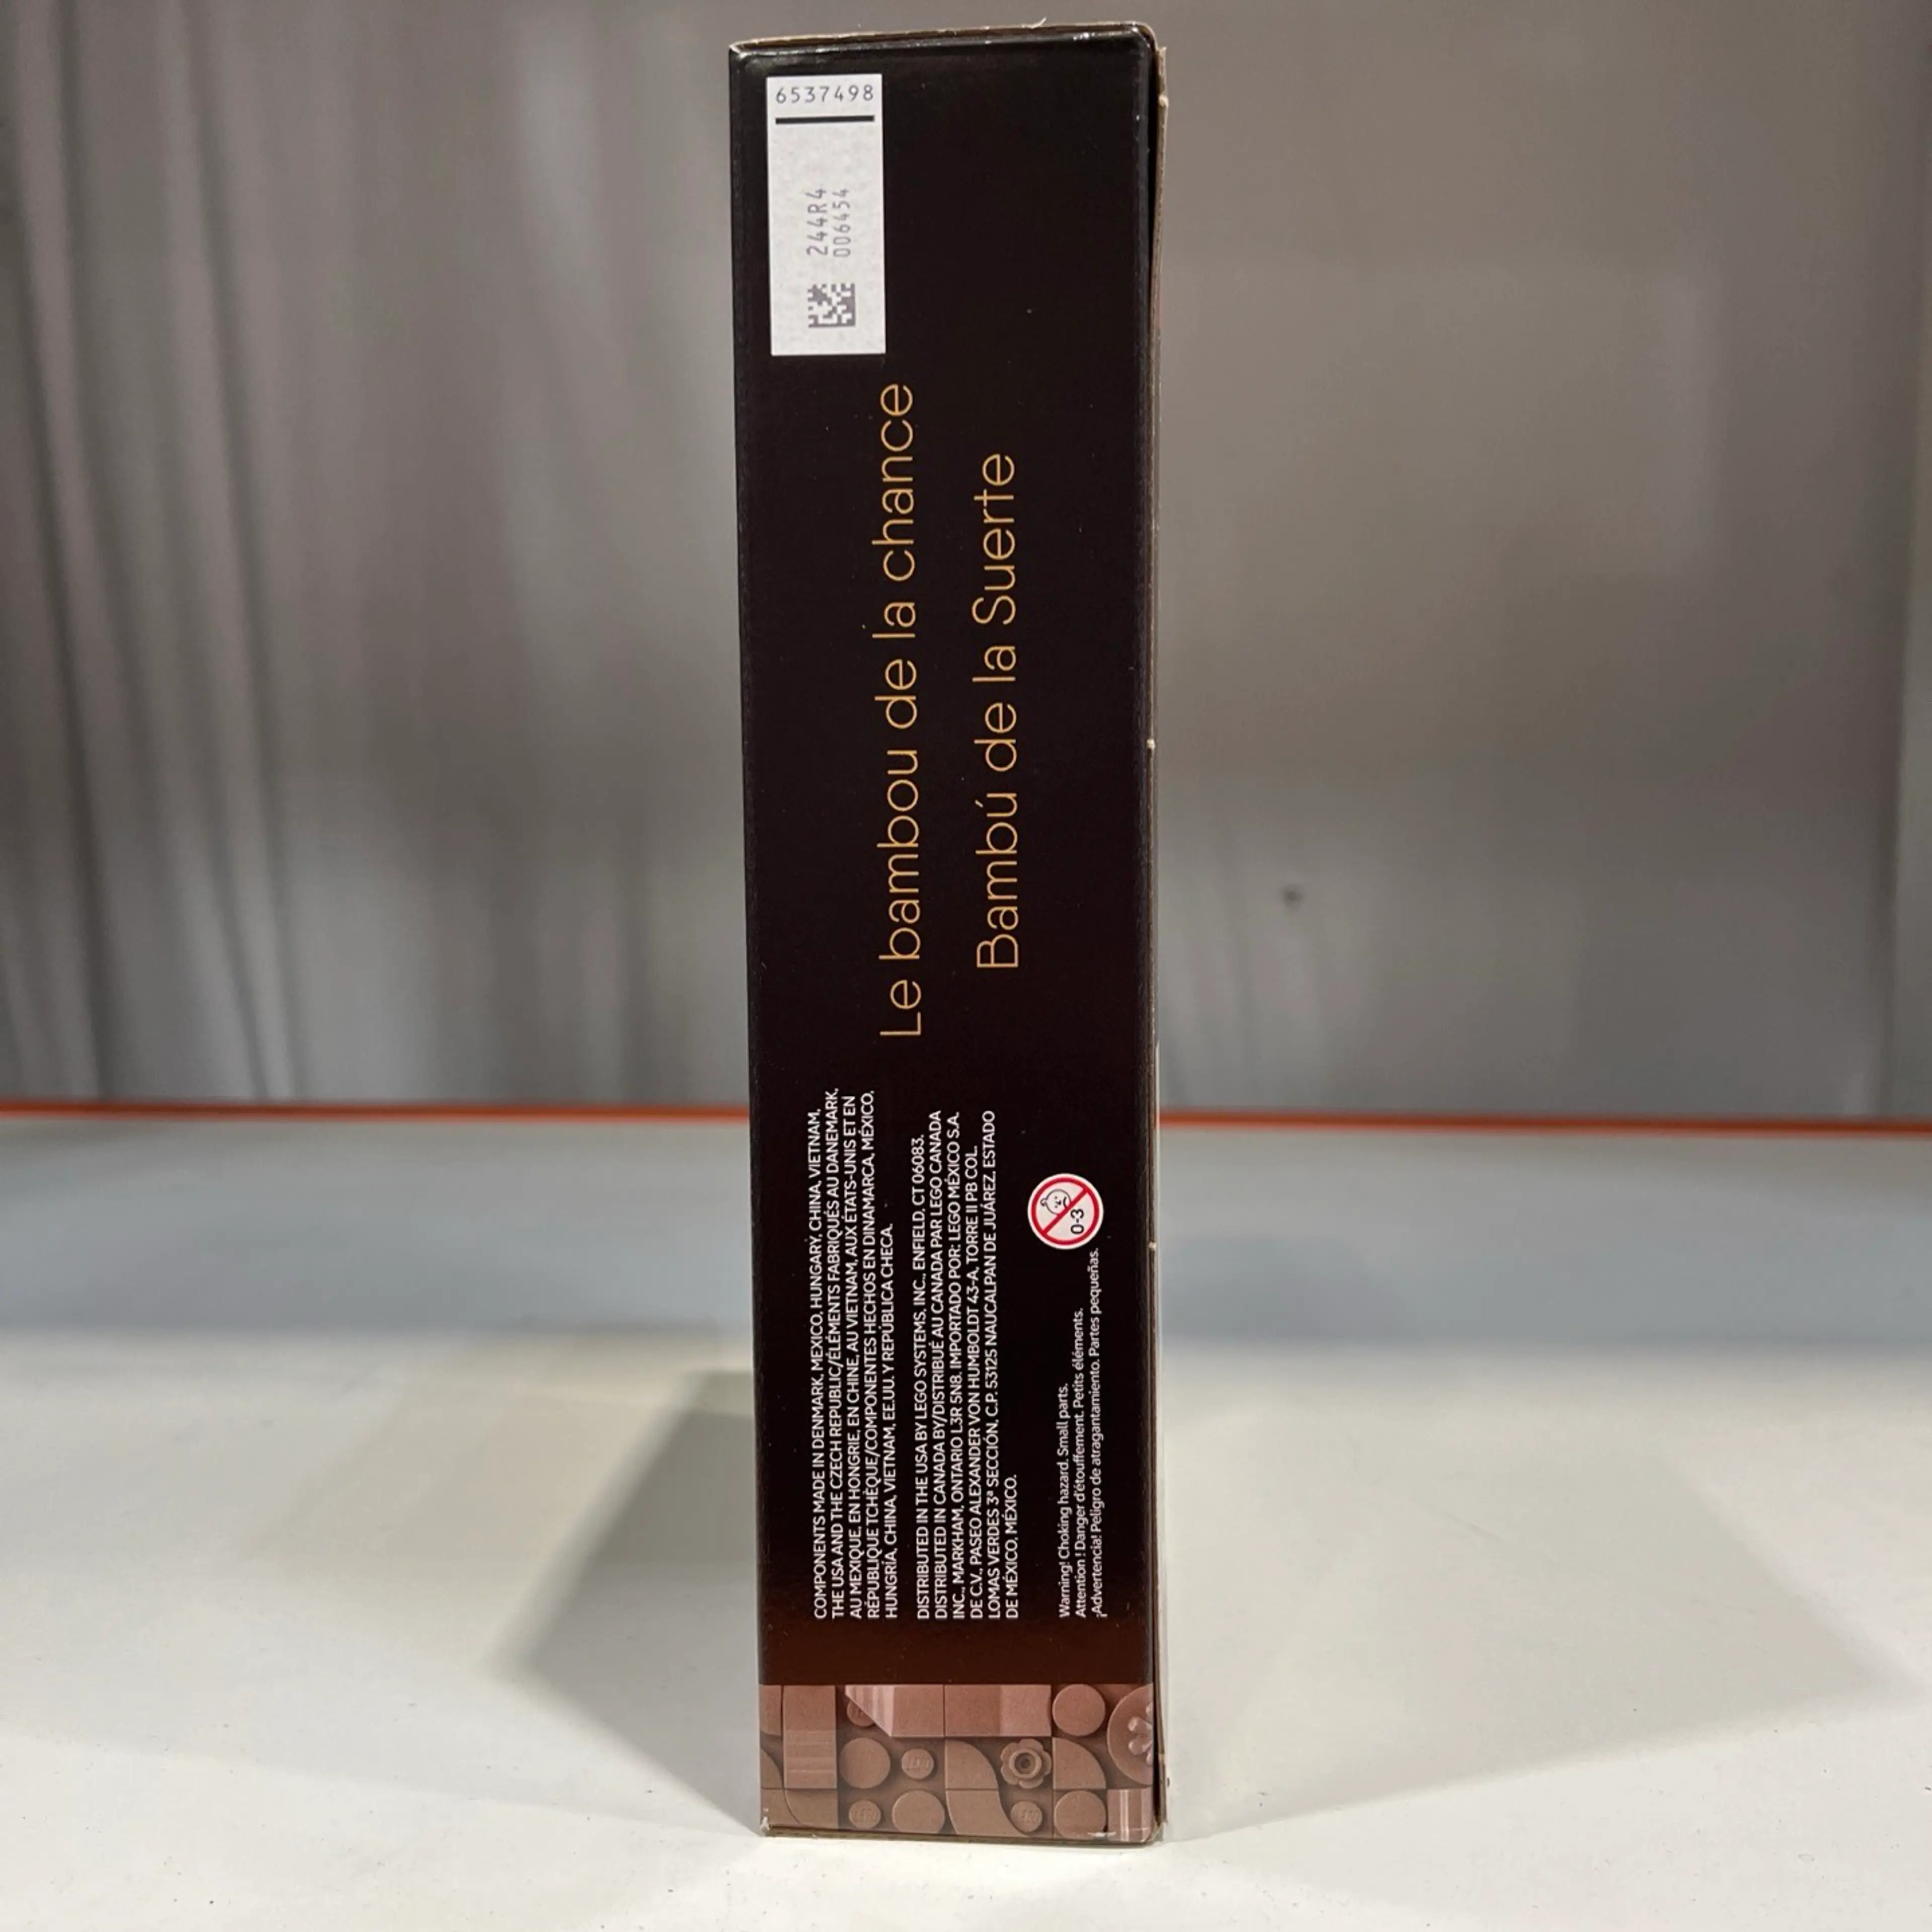 6537498
244R4
006454
Le bambou de la chance
Bambú de la Suerte
COMPONENTS MADE IN DENMARK, MEXICO, HUNGARY, CHINA, VIETNAM,
THE USA AND THE CZECH REPUBLIC/ÉLÉMENTS FABRIQUÉS AU DANEMARK,
AU MEXIQUE, EN HONGRIE, EN CHINE, AU VIETNAM, AUX ÉTATS-UNIS ET EN
RÉPUBLIQUE TCHÈQUE/COMPONENTES HECHOS EN DINAMARCA, MÉXICO,
HUNGRÍA, CHINA, VIETNAM, EE.UU. Y REPÚBLICA CHECA.
DISTRIBUTED IN THE USA BY LEGO SYSTEMS, INC., ENFIELD, CT 06083.
DISTRIBUTED IN CANADA BY/DISTRIBUÉ AU CANADA PAR LEGO CANADA
INC., MARKHAM, ONTARIO L3R 5N8. IMPORTADO POR: LEGO MÉXICO S.A.
DE C.V., PASEO ALEXANDER VON HUMBOLDT 43-A, TORRE II PB COL.
LOMAS VERDES 3ª SECCIÓN, C.P. 53125 NAUCALPAN DE JUÁREZ, ESTADO
DE MÉXICO, MÉXICO.
Warning! Choking hazard. Small parts.
Attention ! Danger d'étouffement. Petits éléments.
¡Advertencia! Peligro de atragantamiento. Partes pequeñas.
0-3